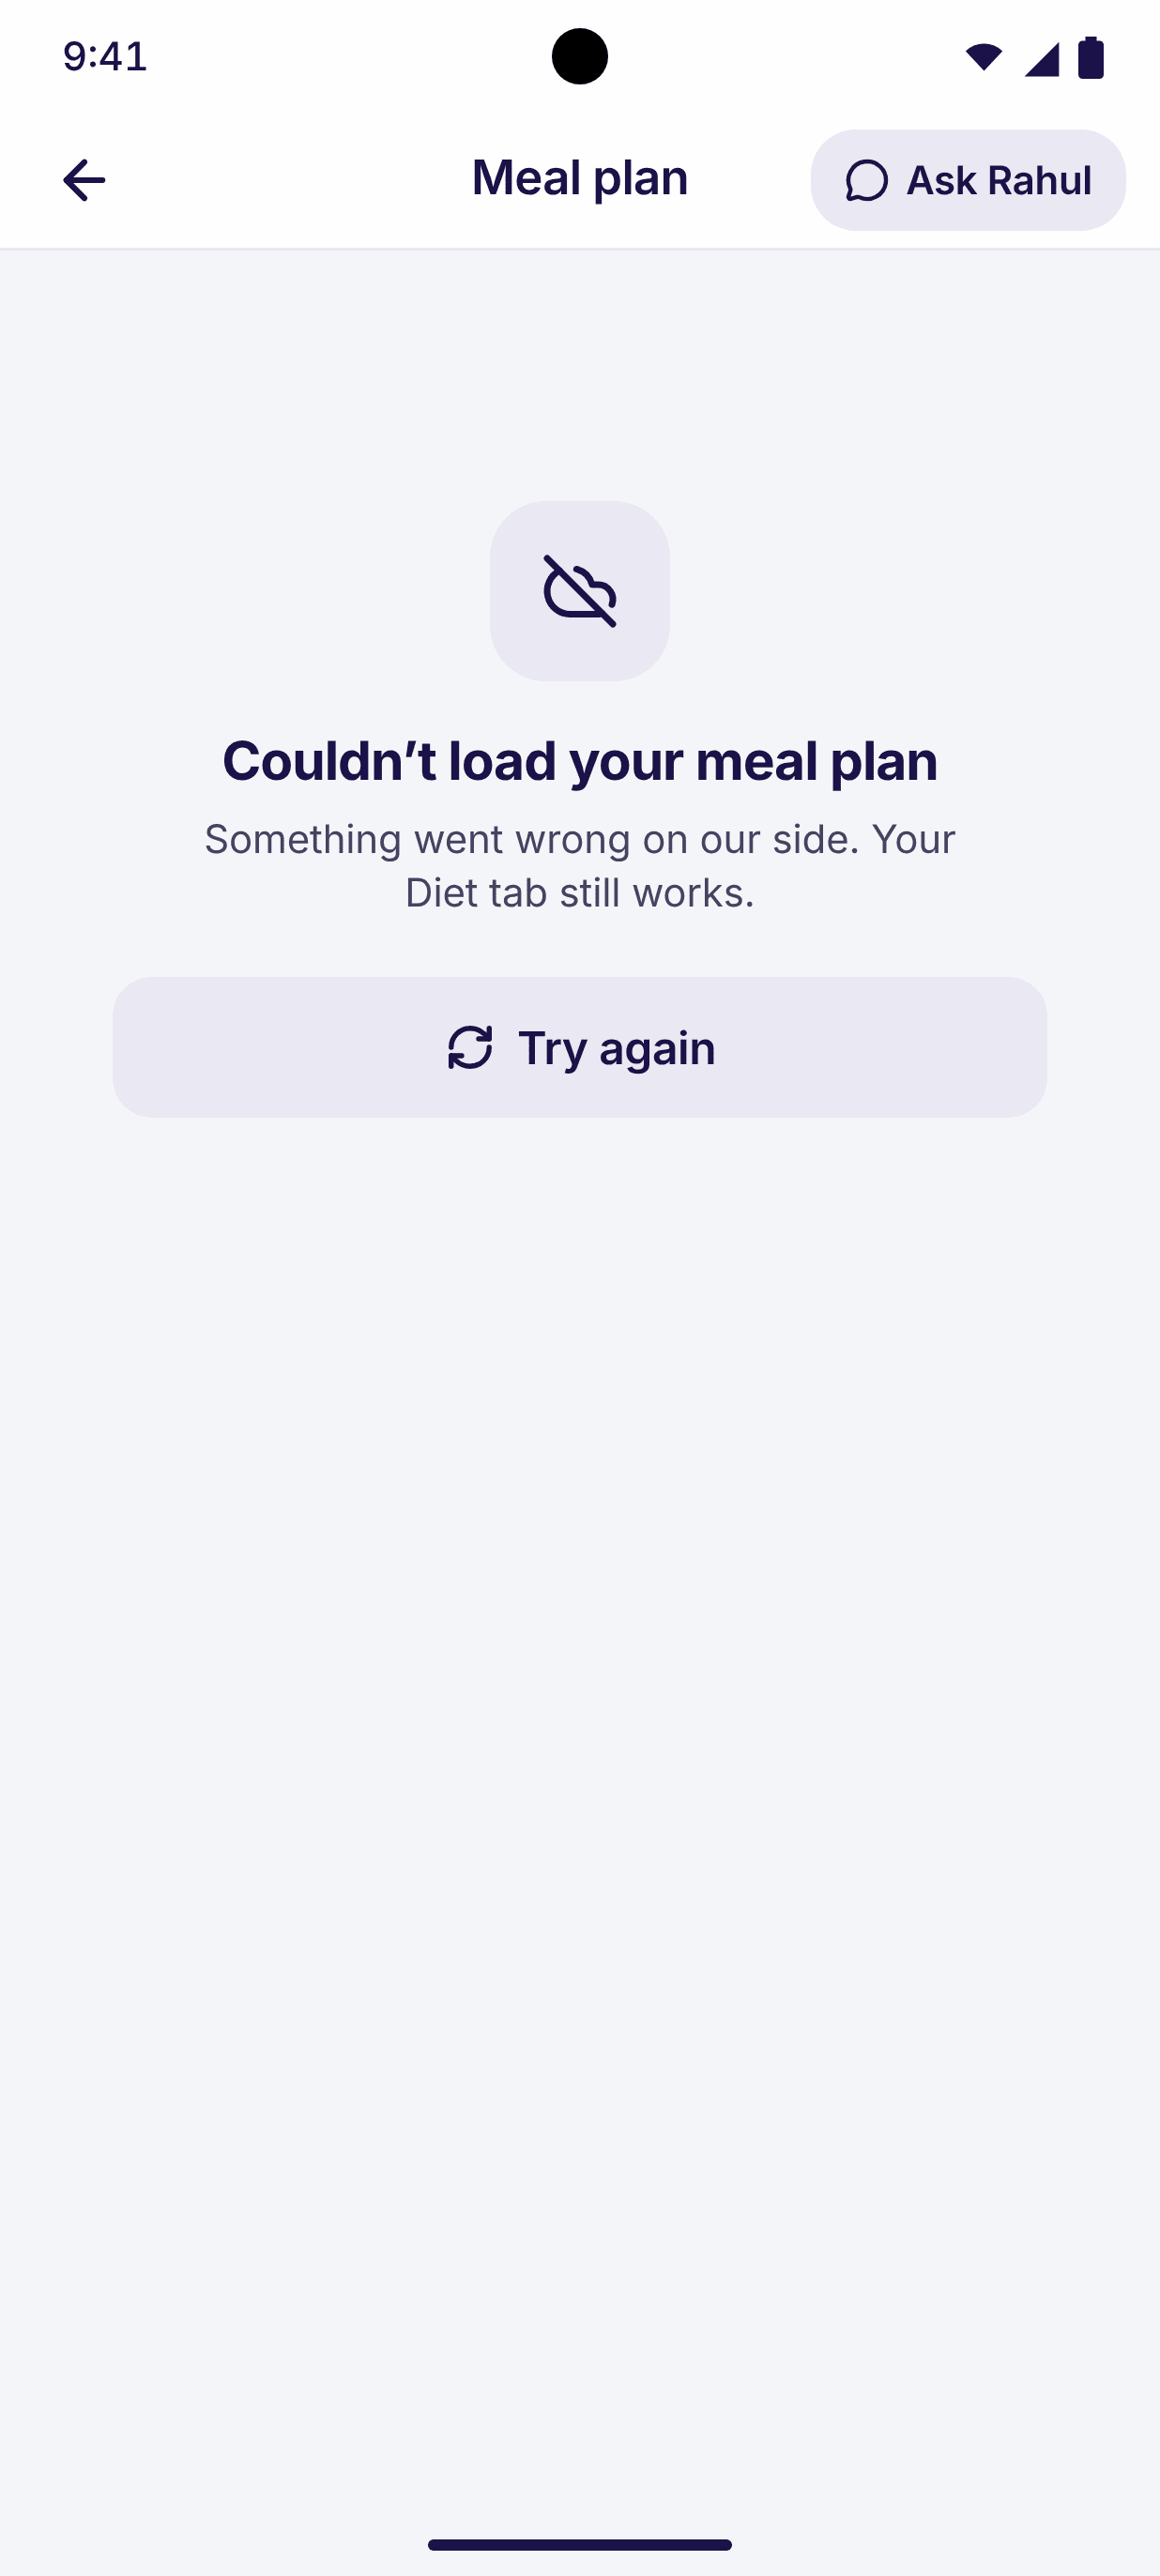 9:41
Meal plan
Ask Rahul
Couldn’t load your meal plan
Something went wrong on our side. Your
Diet tab still works.
Try again